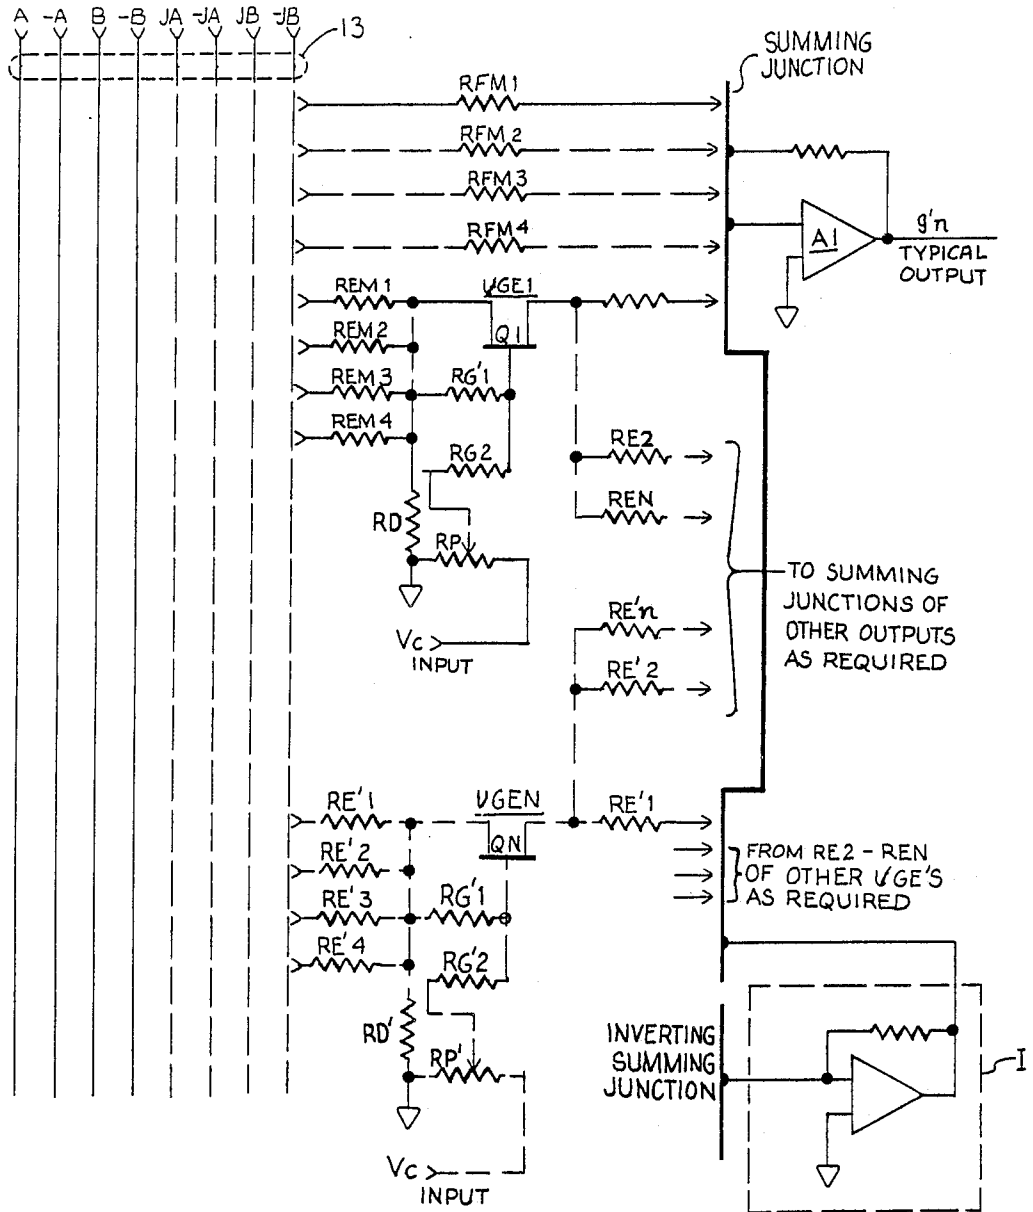 A -A B -B JA -JA JB -JB
13
SUMMING
JUNCTION
RFM1
RFM2
RFM3
RFM4
A1
g'n
TYPICAL
OUTPUT
REM1
VGE1
Q1
REM2
REM3
RG'1
REM4
RG2
RE2
RD
REN
RP
TO SUMMING
JUNCTIONS OF
OTHER OUTPUTS
AS REQUIRED
Vc
INPUT
RE'n
RE'2
RE'1
VGEN
QN
RE'1
RE'2
FROM RE2-REN
OF OTHER VGE'S
AS REQUIRED
RE'3
RG'1
RE'4
RG'2
RD'
RP'
INVERTING
SUMMING
JUNCTION
I
Vc
INPUT